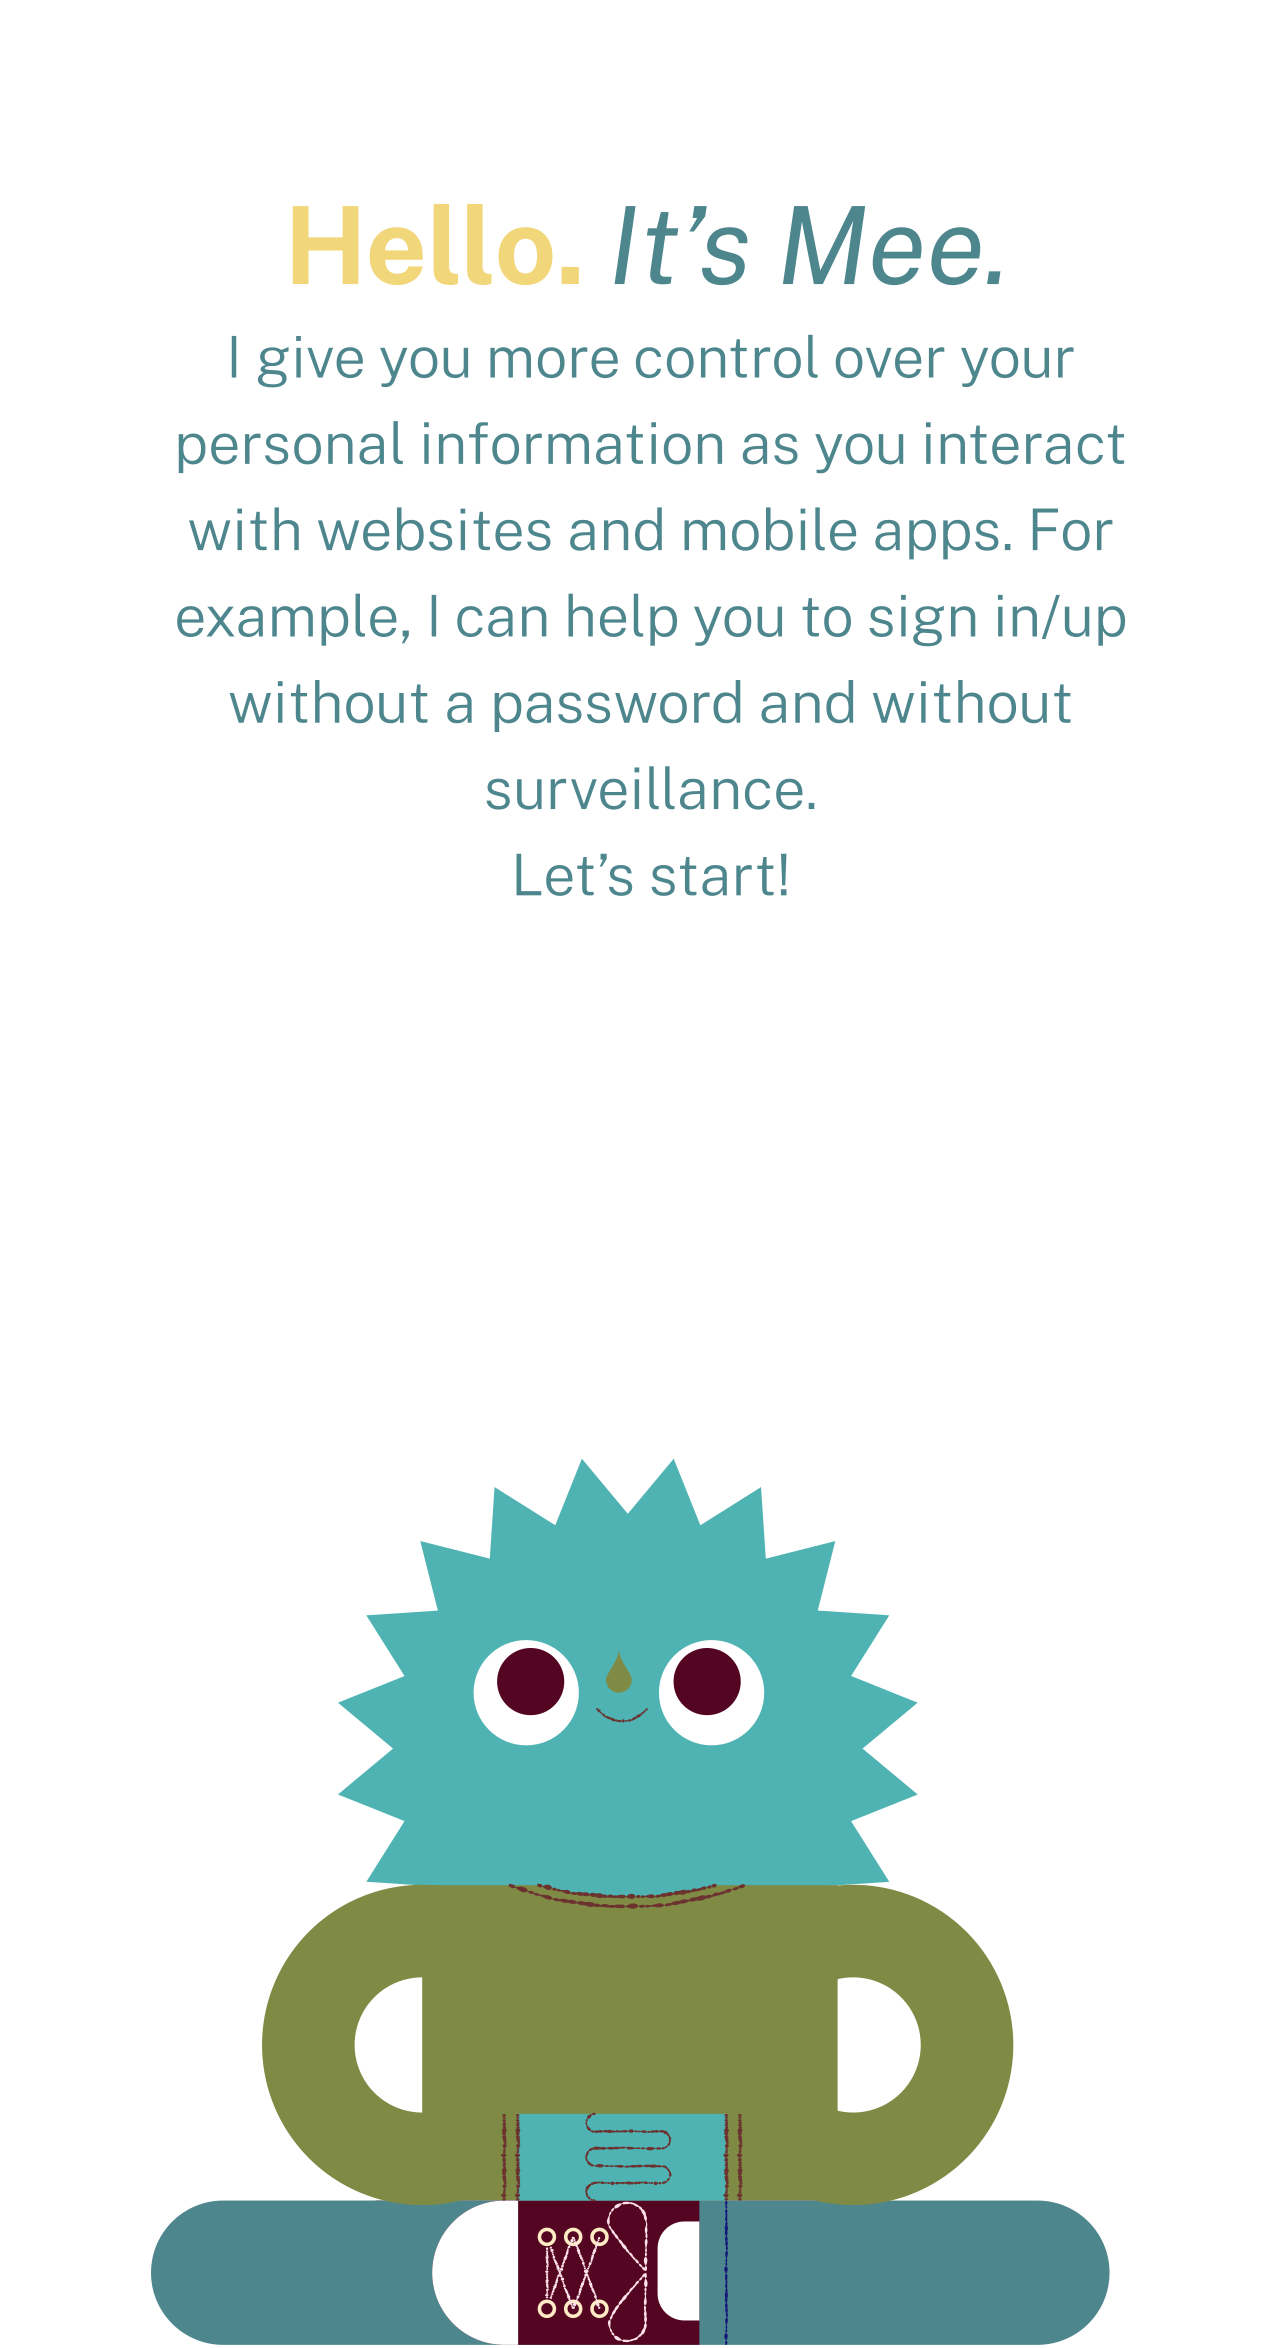 Hello. It’s Mee.
I give you more control over your
personal information as you interact
with websites and mobile apps. For
example, I can help you to sign in/up
without a password and without
surveillance.
Let’s start!